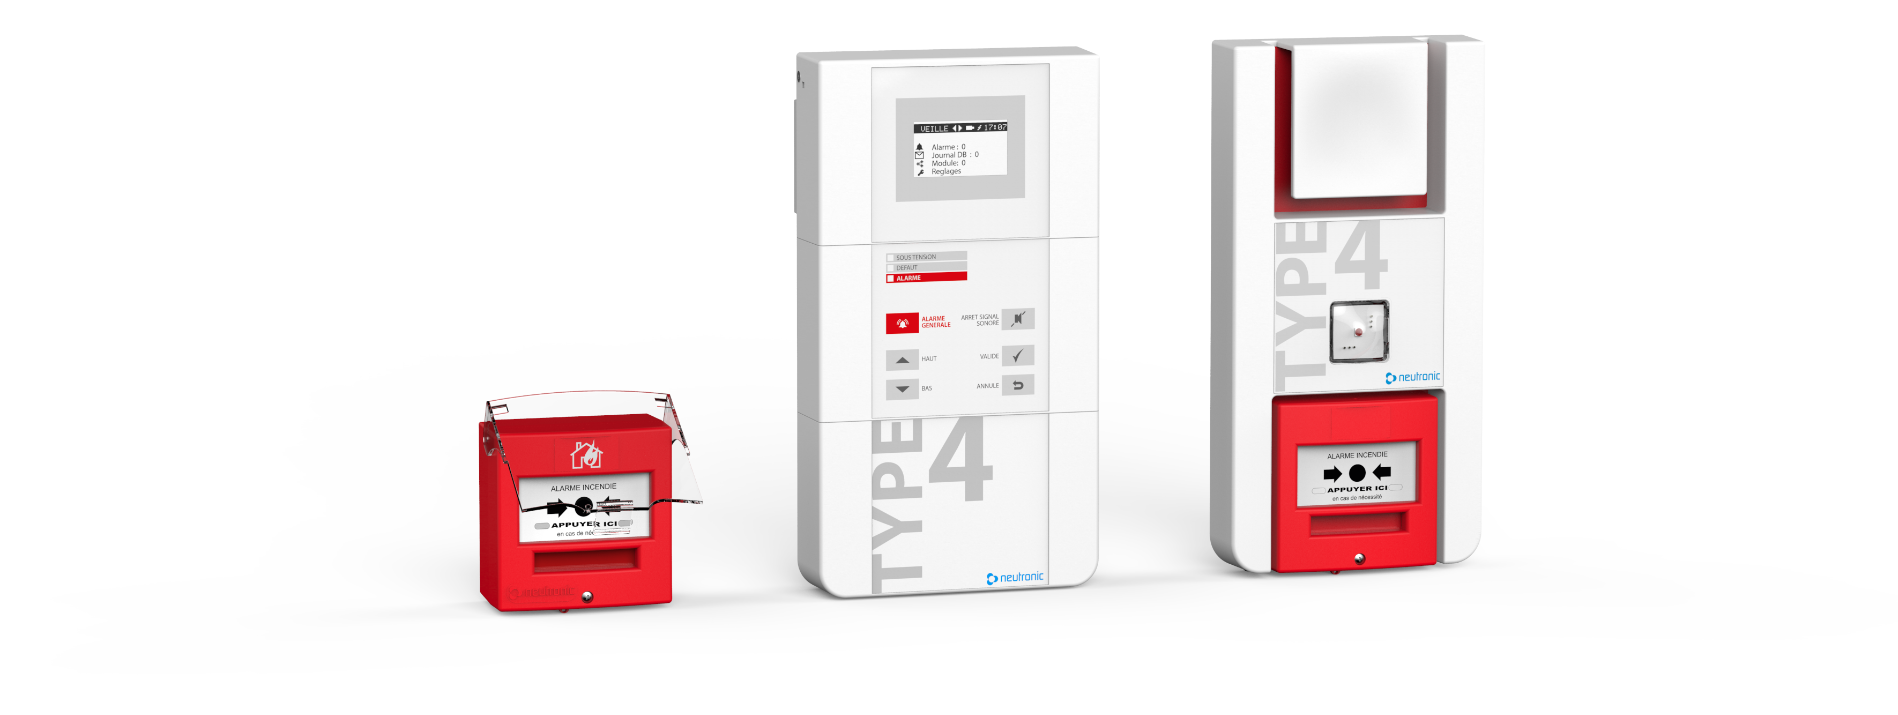 ALARME INCENDIE
APPUYER ICI
en cas de
neutronic
VEILLE 17:07
Alarme : 0
Journal DB : 0
Module: 0
Reglages
SOUS TENSION
DEFAUT
ALARME
ALARME
GENERALE
ARRET SIGNAL
SONORE
HAUT
VALIDE
BAS
ANNULE
TYPE
4
neutronic
TYPE
4
neutronic
ALARME INCENDIE
APPUYER ICI
en cas de nécessité